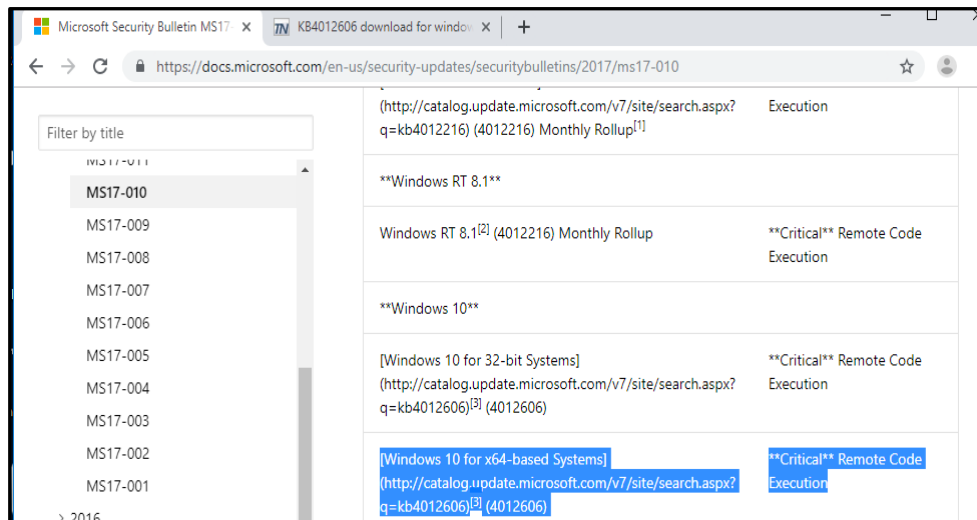 Microsoft Security Bulletin MS17-
TN KB4012606 download for window
https://docs.microsoft.com/en-us/security-updates/securitybulletins/2017/ms17-010
Filter by title
MS17-011
MS17-010
MS17-009
MS17-008
MS17-007
MS17-006
MS17-005
MS17-004
MS17-003
MS17-002
MS17-001
2016
(http://catalog.update.microsoft.com/v7/site/search.aspx?
q=kb4012216) (4012216) Monthly Rollup[1]
Execution
**Windows RT 8.1**
Windows RT 8.1[2] (4012216) Monthly Rollup
**Critical** Remote Code
Execution
**Windows 10**
[Windows 10 for 32-bit Systems]
(http://catalog.update.microsoft.com/v7/site/search.aspx?
q=kb4012606)[3] (4012606)
**Critical** Remote Code
Execution
[Windows 10 for x64-based Systems]
(http://catalog.update.microsoft.com/v7/site/search.aspx?
q=kb4012606)[3] (4012606)
**Critical** Remote Code
Execution